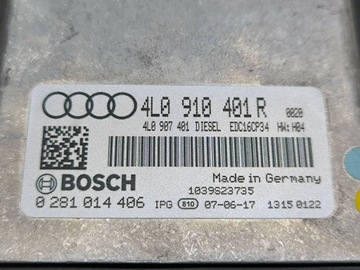 4L0 910 401 R 0020
4L0 907 401 DIESEL EDC16CP34 HW: H04
Made in Germany
BOSCH
1039S23735
0 281 014 406 IPG 810 07-06-17 1315 0122